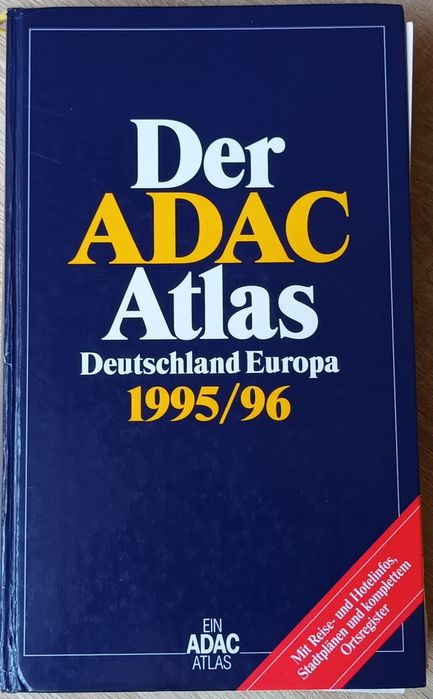 Der
ADAC
Atlas
Deutschland Europa
1995/96
Mit Reise- und Hotelinfos,
Stadtplänen und komplettem
Ortsregister
EIN
ADAC
ATLAS